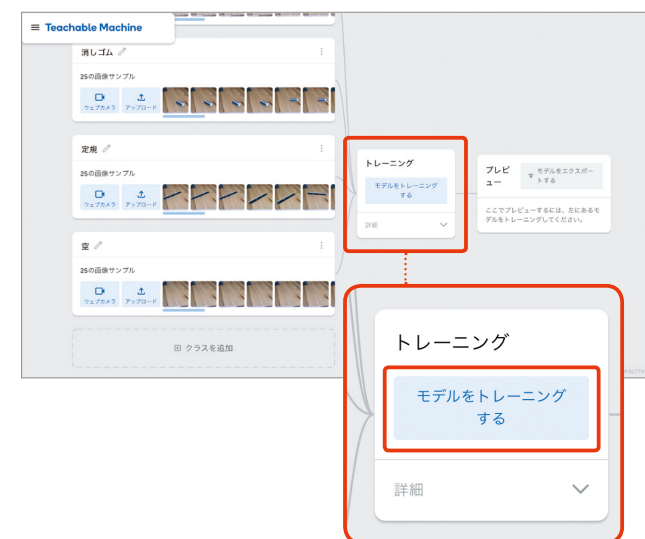 Teachable Machine
消しゴム
25の画像サンプル
ウェブカメラ アップロード
定規
25の画像サンプル
ウェブカメラ アップロード
空
25の画像サンプル
ウェブカメラ アップロード
クラスを追加
トレーニング
モデルをトレーニング
する
詳細
プレビ
ュー
モデルをエクスポー
トする
ここでプレビューするには、左にあるモ
デルをトレーニングしてください。
トレーニング
モデルをトレーニング
する
詳細